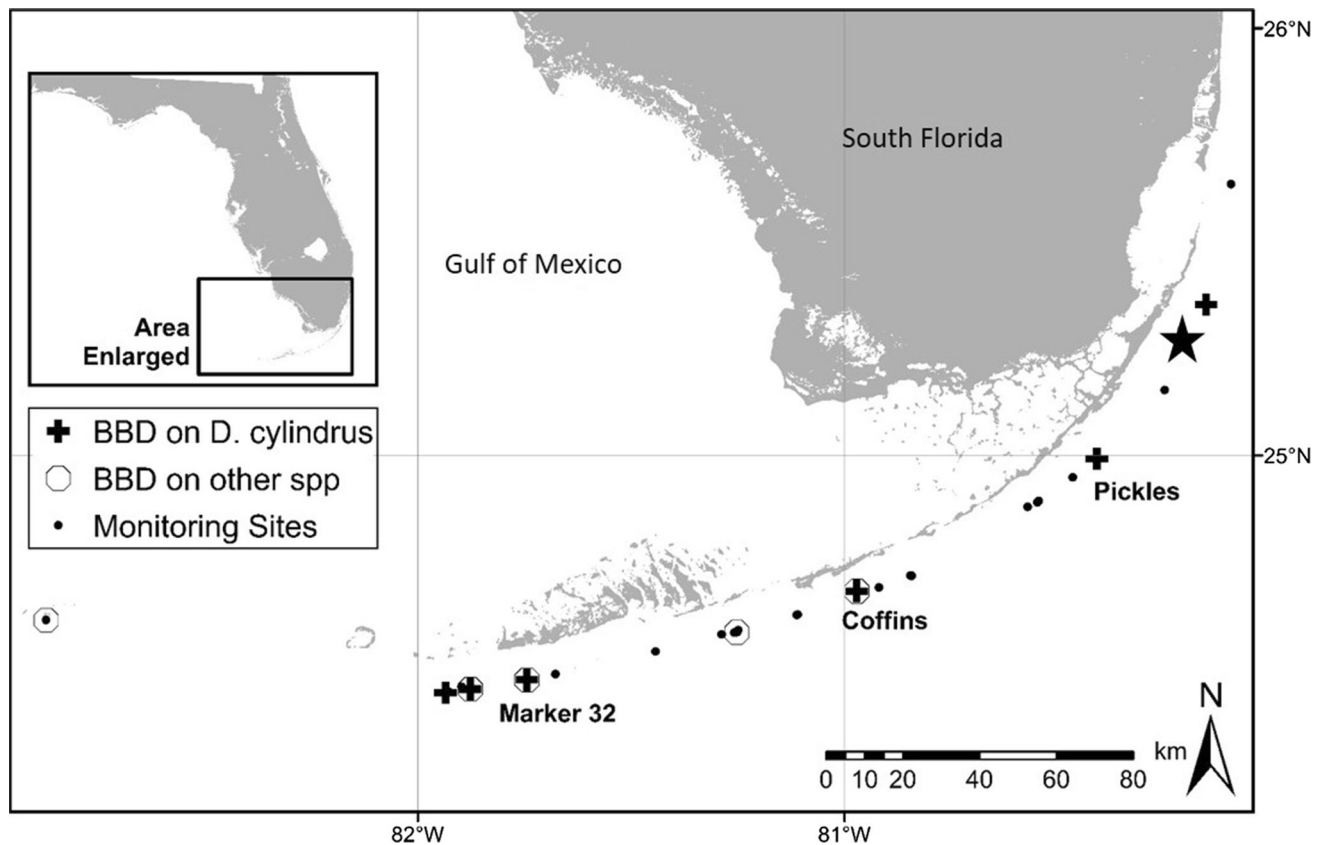 26°N
South Florida
Gulf of Mexico
Area
Enlarged
BBD on D. cylindrus
BBD on other spp
Monitoring Sites
25°N
Pickles
Coffins
Marker 32
N
km
0 10 20 40 60 80
82°W 81°W